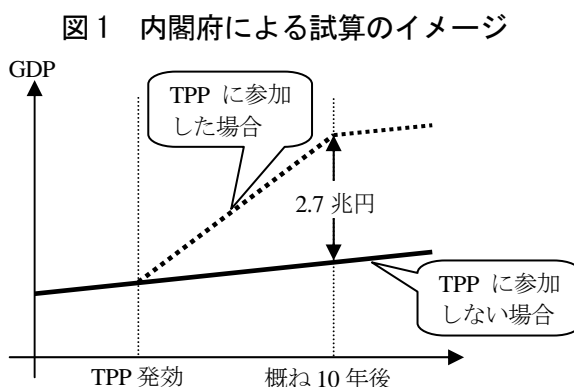 図1 内閣府による試算のイメージ
GDP
TPP に参加
した場合
2.7 兆円
TPP に参加
しない場合
TPP 発効
概ね 10 年後